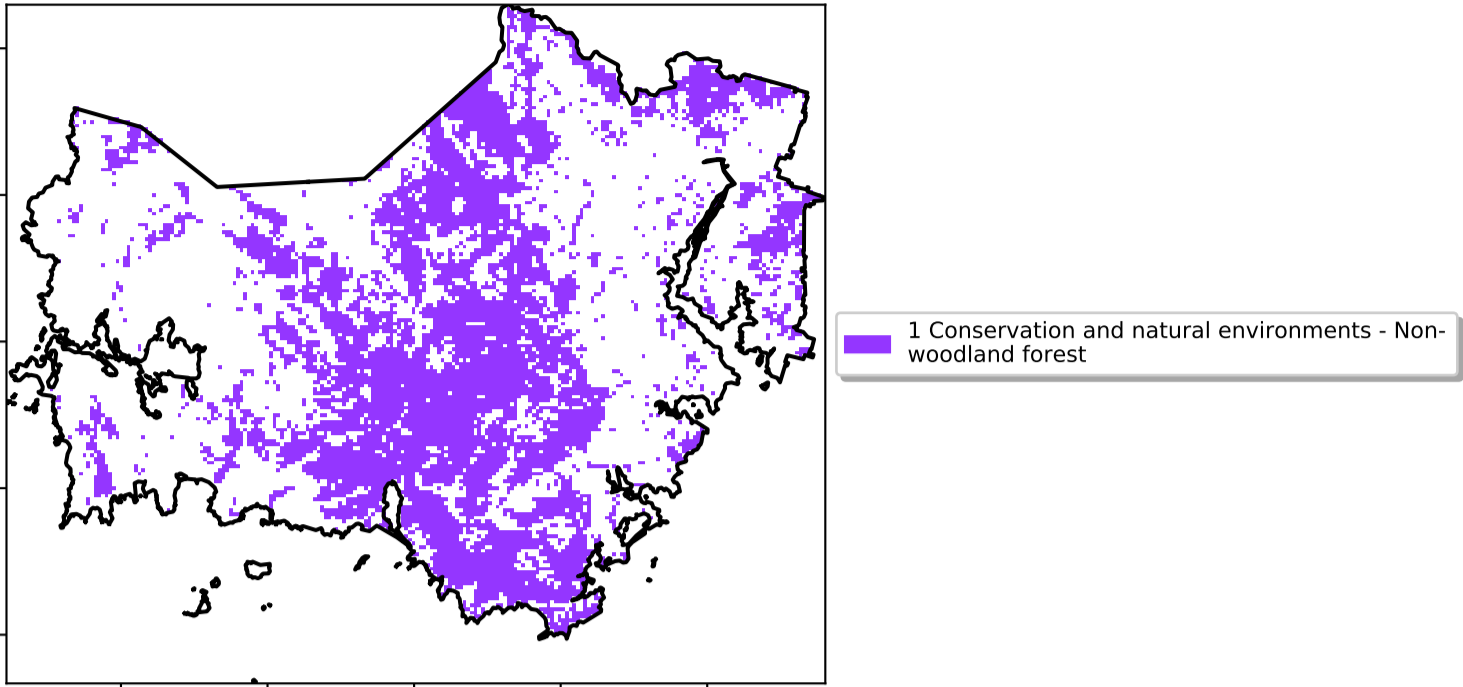 1 Conservation and natural environments - Non-
woodland forest